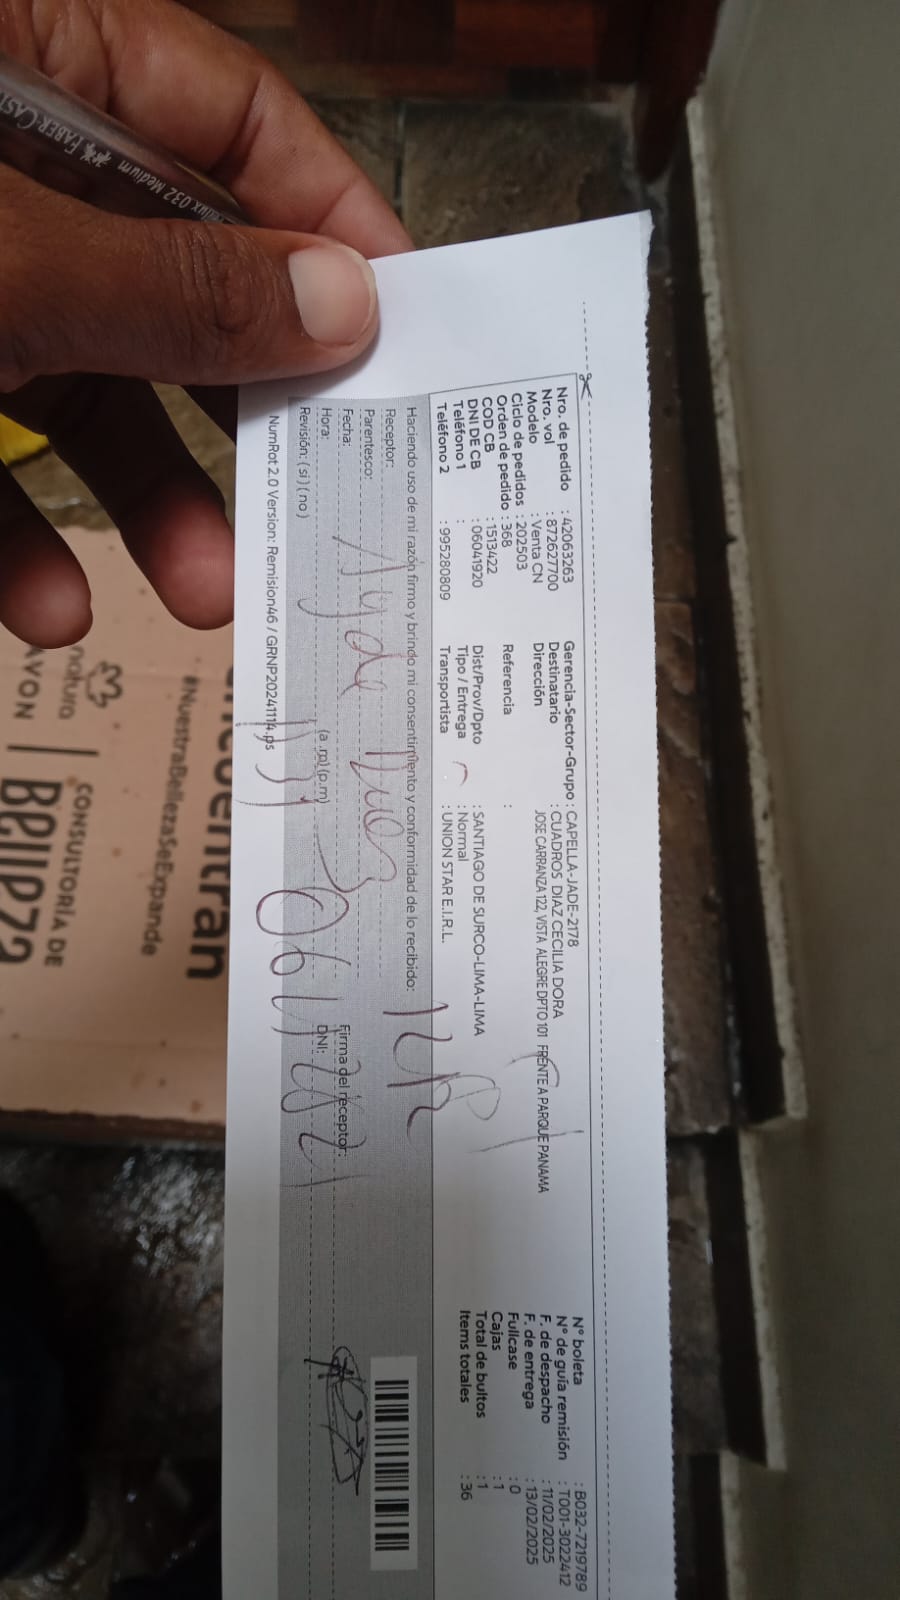 Nro. de pedido : 42063263
Nro. vol : 872627700
Modelo : Venta CN
Ciclo de pedidos : 202503
Orden de pedido : 368
COD CB : 1513422
DNI DE CB : 06041920
Teléfono 1 :
Teléfono 2 : 995280809
Gerencia-Sector-Grupo : CAPELLA-JADE-2178
Destinatario : CUADROS DIAZ CECILIA DORA
Dirección JOSE CARRANZA 122, VISTA ALEGRE DPTO 101 FRENTE A PARQUE PANAMA
Referencia :
Dist/Prov/Dpto : SANTIAGO DE SURCO-LIMA-LIMA
Tipo / Entrega : Normal
Transportista : UNION STAR E.I.R.L.
N° boleta : B032-7219789
N° de guía remisión : T001-3022412
F. de despacho : 11/02/2025
F. de entrega : 13/02/2025
Fullcase : 0
Cajas : 1
Total de bultos : 1
Items totales : 36
Haciendo uso de mi razón firmo y brindo mi consentimiento y conformidad de lo recibido:
Receptor:
Parentesco:
Fecha:
Hora: (a.m) (p.m)
Firma del receptor:
DNI:
Revisión: ( si ) ( no )
NumRot 2.0 Version: Remision46 / GRNP20241114.ps
FABER-CASTELL
032 Medium
#NuestraBellezaSeExpande
natura
AVON
CONSULTORÍA DE
Belleza